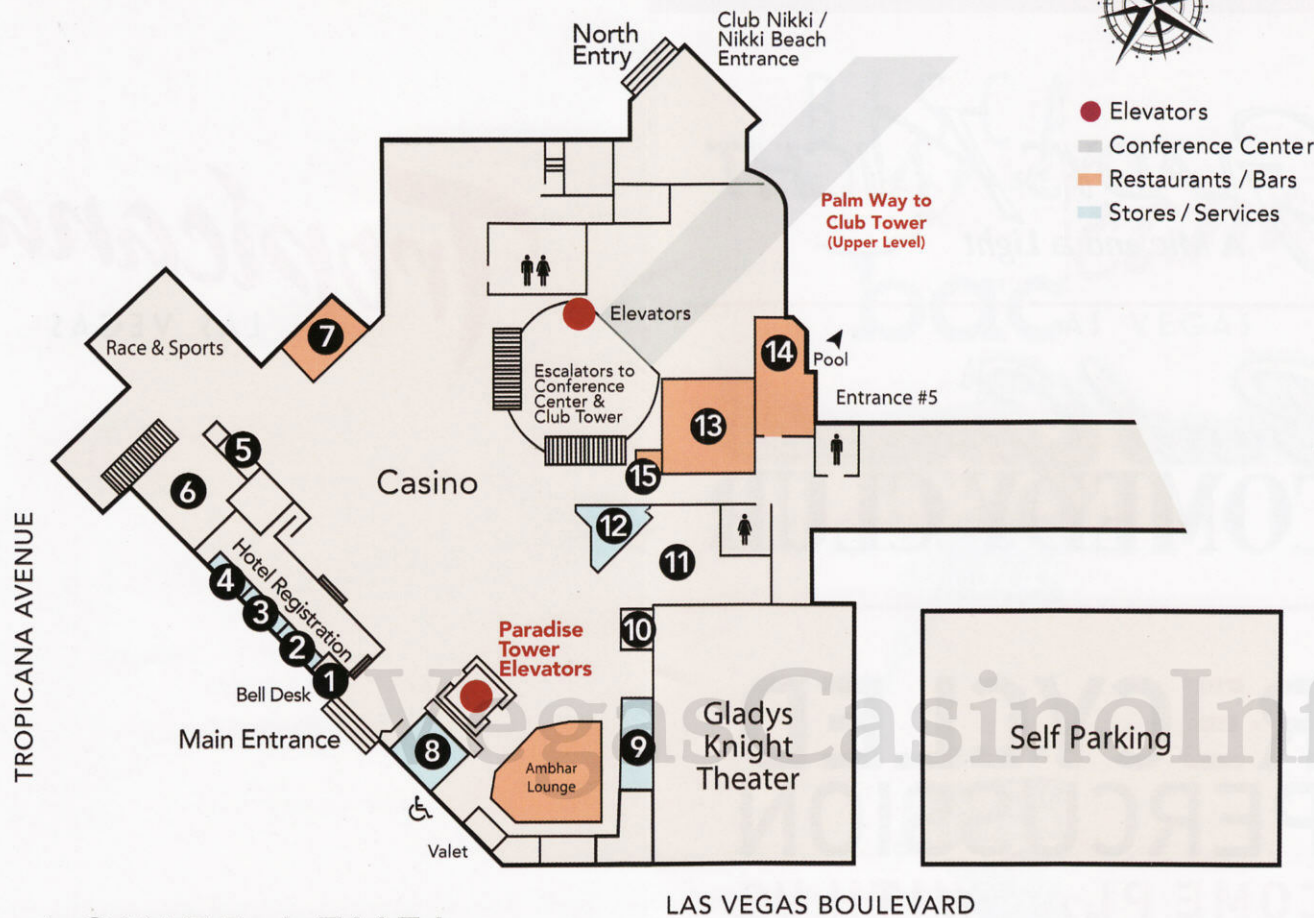 North
Entry
Club Nikki /
Nikki Beach
Entrance
Elevators
Conference Center
Restaurants / Bars
Stores / Services
Palm Way to
Club Tower
(Upper Level)
Race & Sports
7
Elevators
Escalators to
Conference
Center &
Club Tower
14
Pool
Entrance #5
13
15
5
6
Casino
12
11
Hotel Registration
4
3
2
1
10
Paradise
Tower
Elevators
Bell Desk
Main Entrance
8
9
Ambhar
Lounge
Gladys
Knight
Theater
Self Parking
Valet
TROPICANA AVENUE
LAS VEGAS BOULEVARD